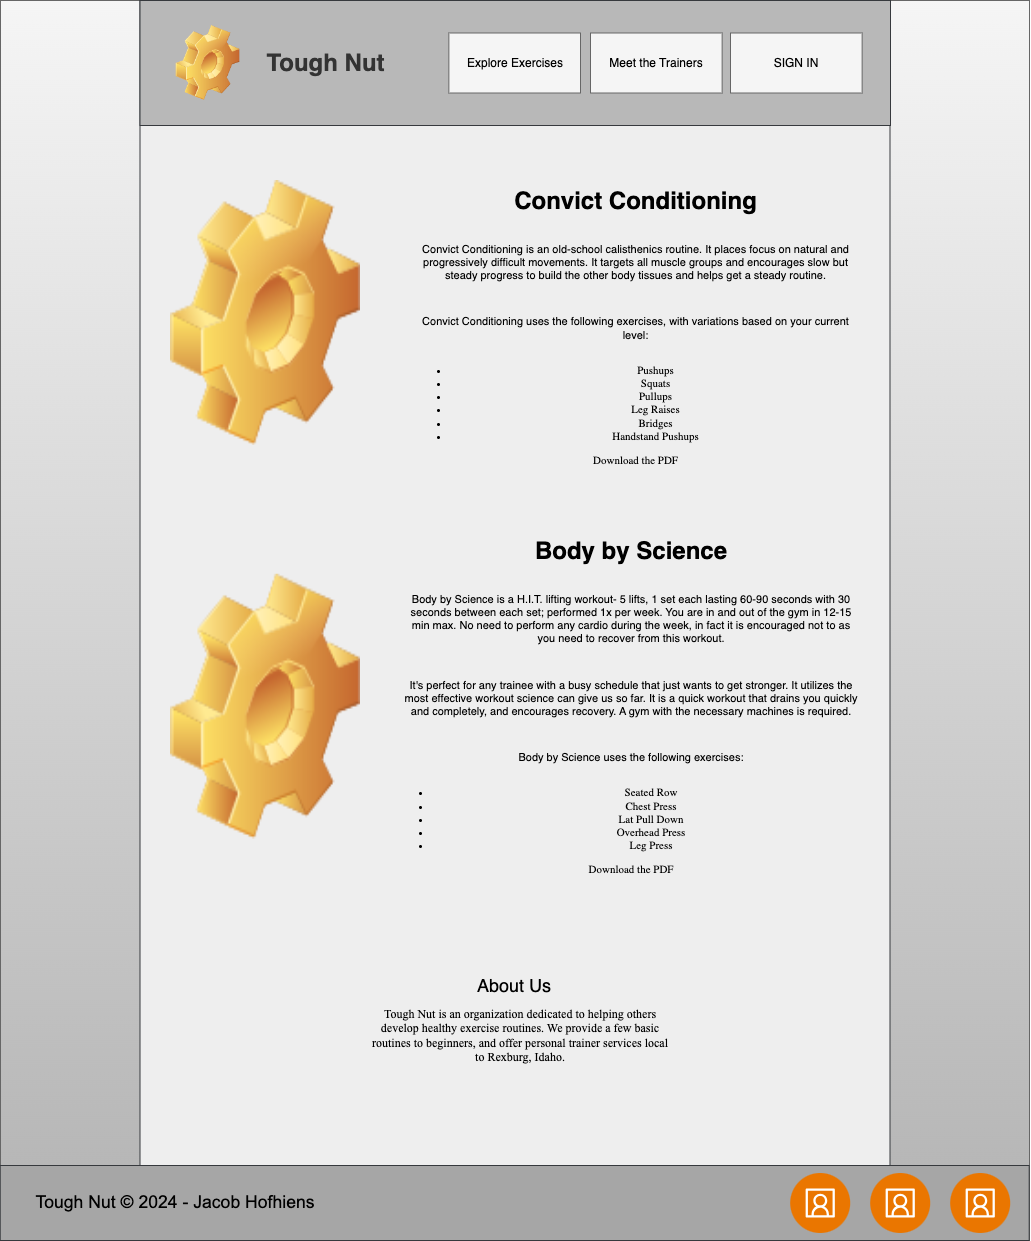 Tough Nut
Explore Exercises
Meet the Trainers
SIGN IN
Convict Conditioning
Convict Conditioning is an old-school calisthenics routine. It places focus on natural and
progressively difficult movements. It targets all muscle groups and encourages slow but
steady progress to build the other body tissues and helps get a steady routine.
Convict Conditioning uses the following exercises, with variations based on your current
level:
• Pushups
• Squats
• Pullups
• Leg Raises
• Bridges
• Handstand Pushups
Download the PDF
Body by Science
Body by Science is a H.I.T. lifting workout- 5 lifts, 1 set each lasting 60-90 seconds with 30
seconds between each set; performed 1x per week. You are in and out of the gym in 12-15
min max. No need to perform any cardio during the week, in fact it is encouraged not to as
you need to recover from this workout.
It's perfect for any trainee with a busy schedule that just wants to get stronger. It utilizes the
most effective workout science can give us so far. It is a quick workout that drains you quickly
and completely, and encourages recovery. A gym with the necessary machines is required.
Body by Science uses the following exercises:
• Seated Row
• Chest Press
• Lat Pull Down
• Overhead Press
• Leg Press
Download the PDF
About Us
Tough Nut is an organization dedicated to helping others
develop healthy exercise routines. We provide a few basic
routines to beginners, and offer personal trainer services local
to Rexburg, Idaho.
Tough Nut © 2024 - Jacob Hofhiens